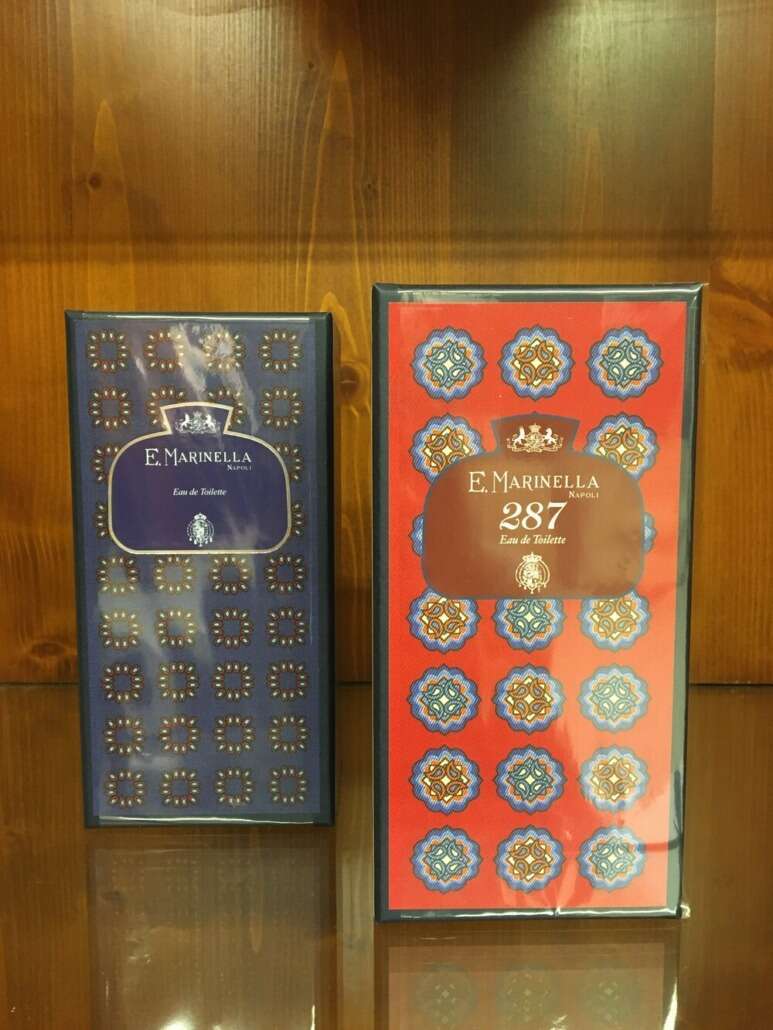 E. MARINELLA
NAPOLI
Eau de Toilette
E. MARINELLA
NAPOLI
287
Eau de Toilette